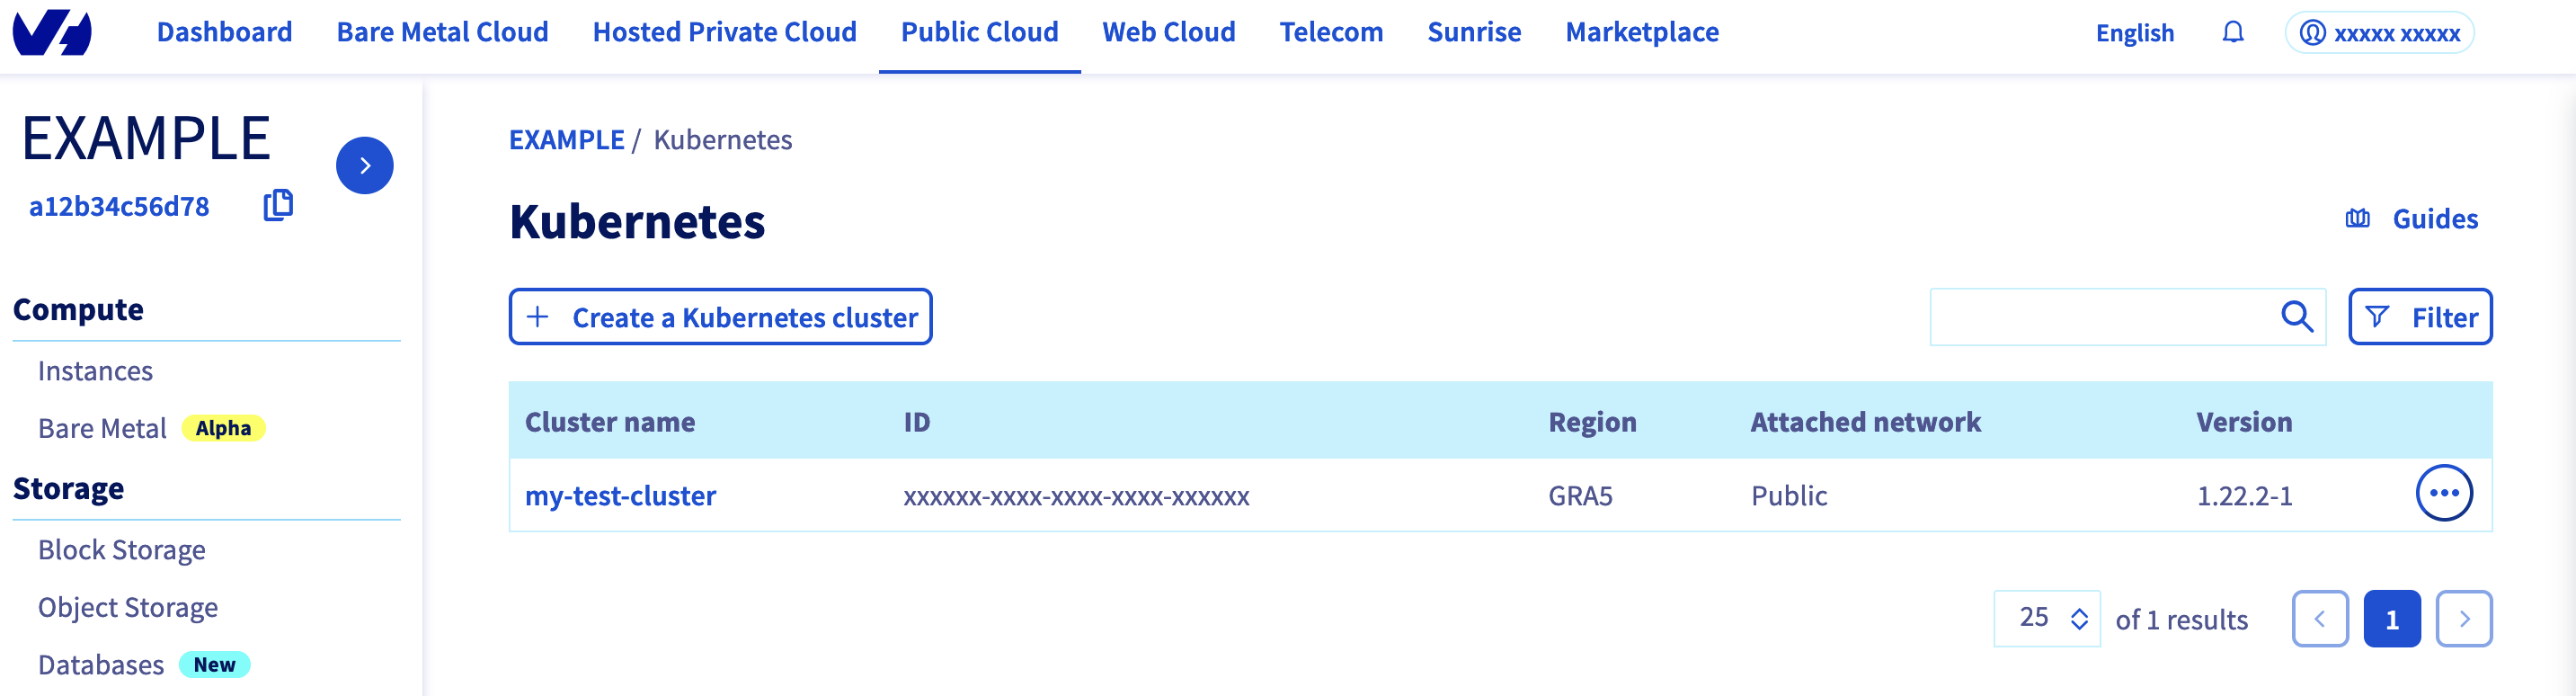 Dashboard Bare Metal Cloud Hosted Private Cloud Public Cloud Web Cloud Telecom Sunrise Marketplace English xxxxx xxxxx
EXAMPLE
a12b34c56d78
Compute
Instances
Bare Metal Alpha
Storage
Block Storage
Object Storage
Databases New
EXAMPLE / Kubernetes
Kubernetes
Guides
Create a Kubernetes cluster
Filter
Cluster name ID Region Attached network Version
my-test-cluster xxxxxx-xxxx-xxxx-xxxx-xxxxxx GRA5 Public 1.22.2-1
25 of 1 results 1